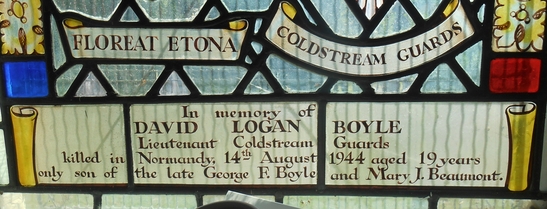 FLOREAT ETONA
COLDSTREAM GUARDS
In memory of
DAVID LOGAN BOYLE
Lieutenant Coldstream Guards
killed in Normandy, 14th August 1944 aged 19 years
only son of the late George F. Boyle and Mary J. Beaumont.